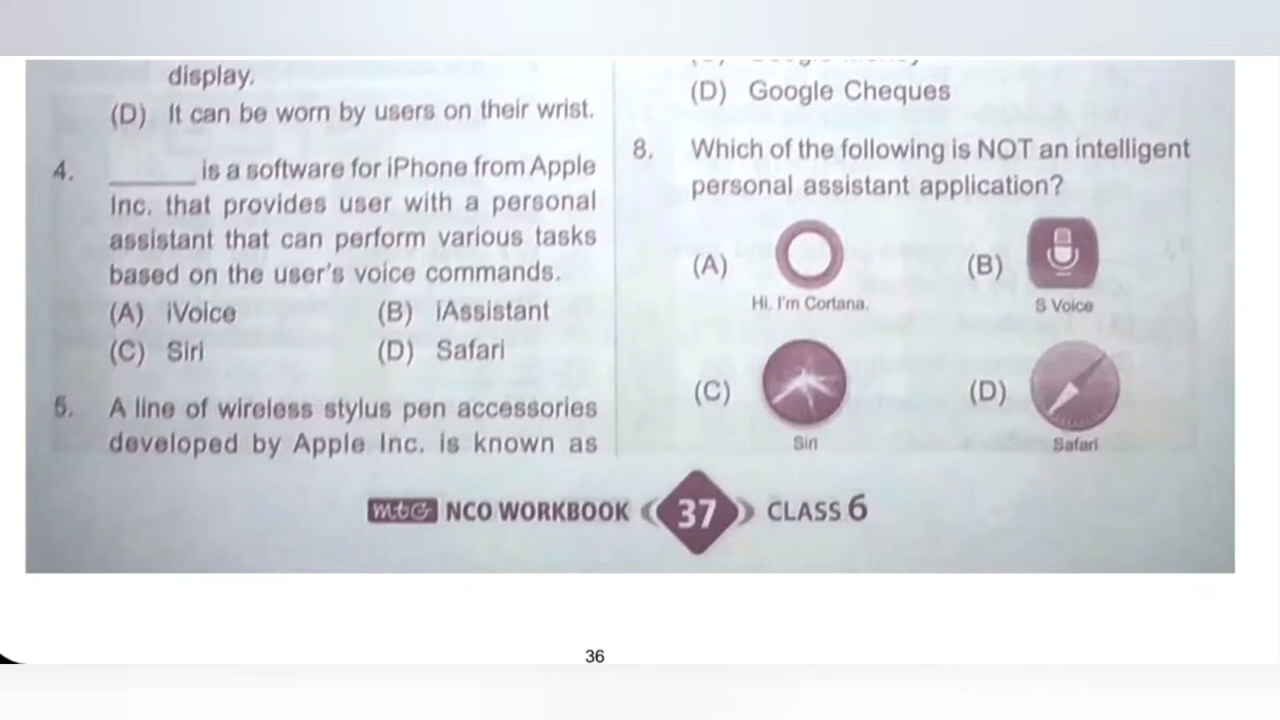 display.
(D) It can be worn by users on their wrist.
4. ______ is a software for iPhone from Apple
Inc. that provides user with a personal
assistant that can perform various tasks
based on the user's voice commands.
(A) iVoice (B) iAssistant
(C) Siri (D) Safari
5. A line of wireless stylus pen accessories
developed by Apple Inc. is known as
(D) Google Cheques
8. Which of the following is NOT an intelligent
personal assistant application?
(A) (B)
Hi. I'm Cortana. S Voice
(C) (D)
Siri Safari
mtG NCO WORKBOOK 37 CLASS 6
36